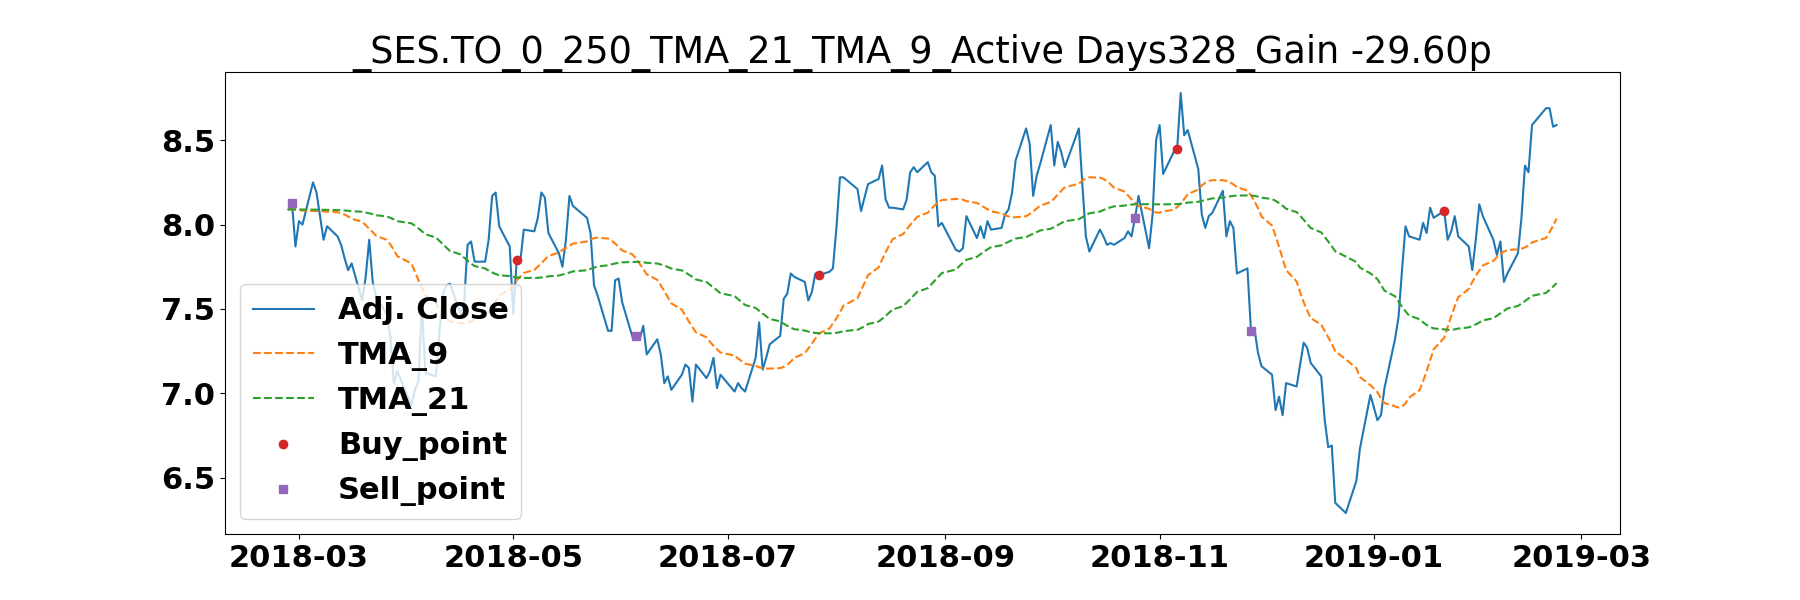 _SES.TO_0_250_TMA_21_TMA_9_Active Days328_Gain -29.60p
8.5
8.0
7.5
7.0
6.5
Adj. Close
TMA_9
TMA_21
Buy_point
Sell_point
2018-03 2018-05 2018-07 2018-09 2018-11 2019-01 2019-03